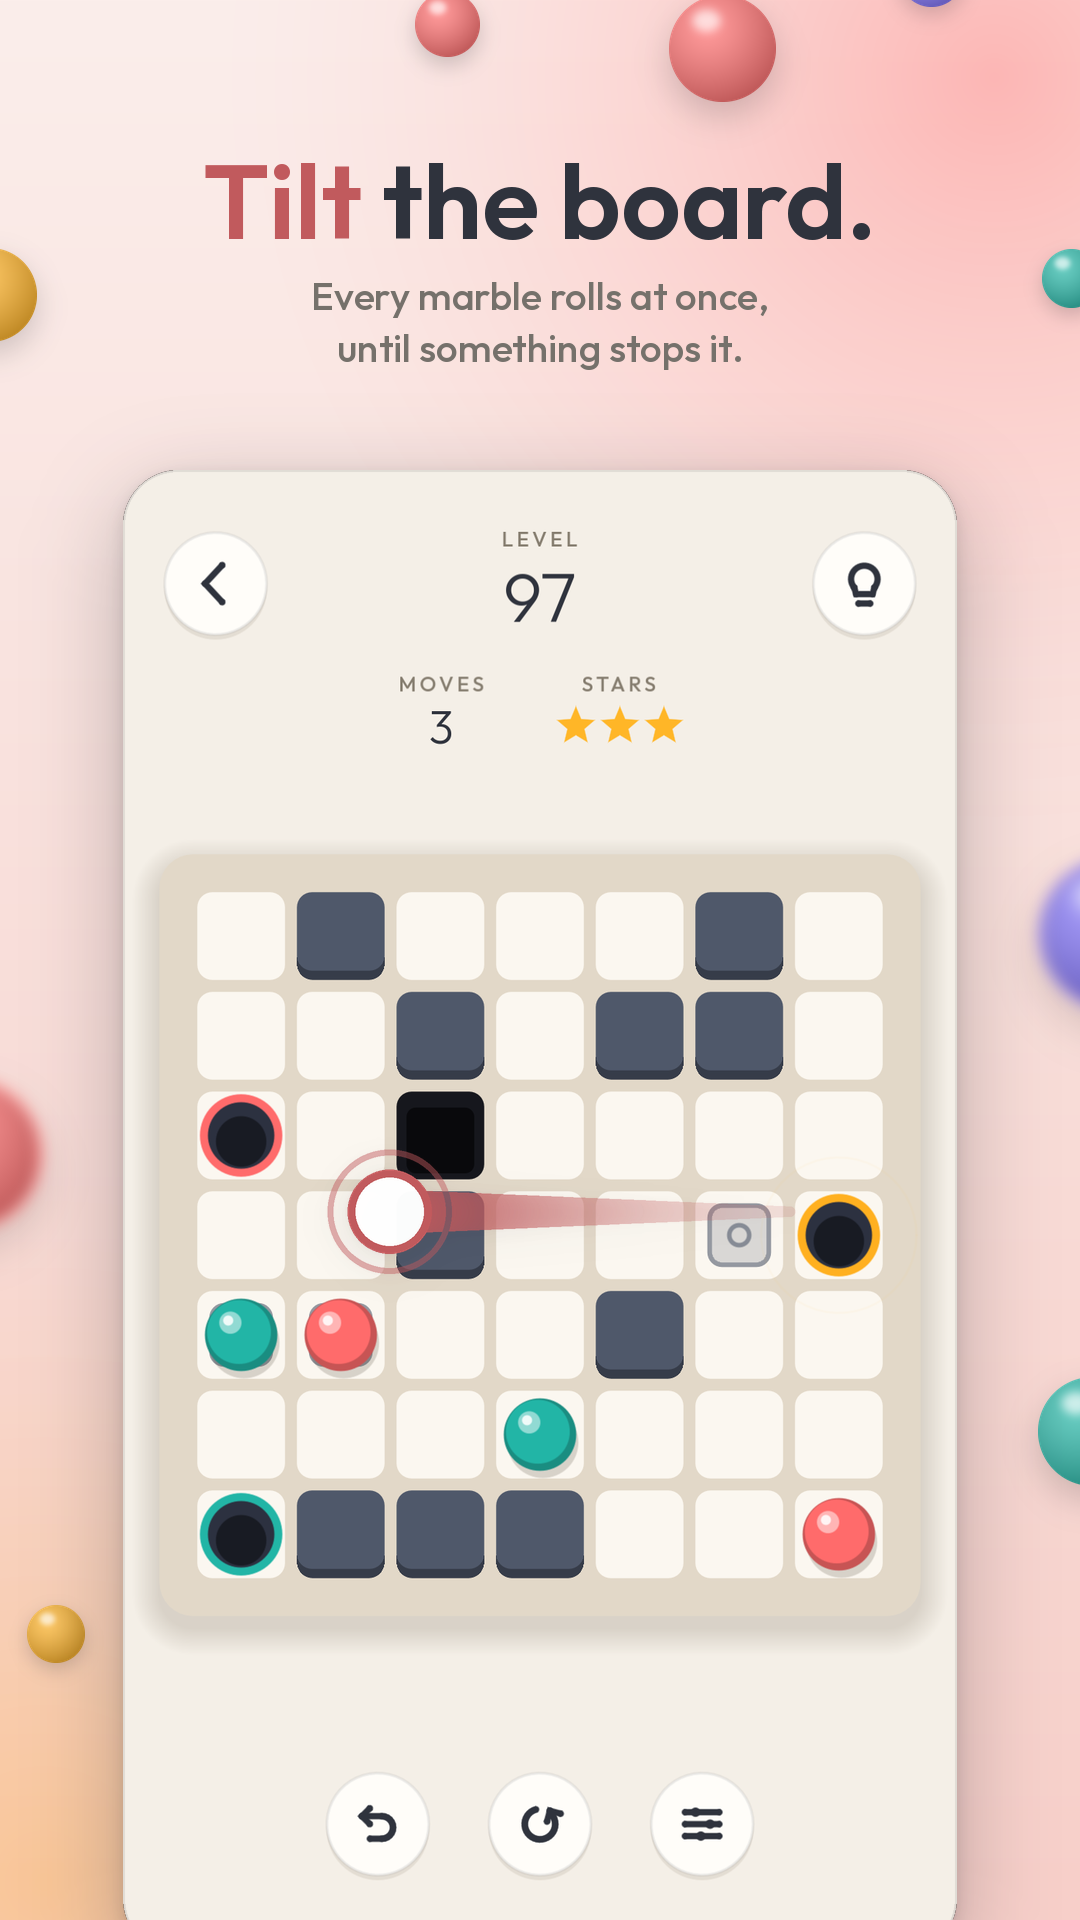 Tilt the board.
Every marble rolls at once,
until something stops it.
LEVEL
97
MOVES
STARS
3